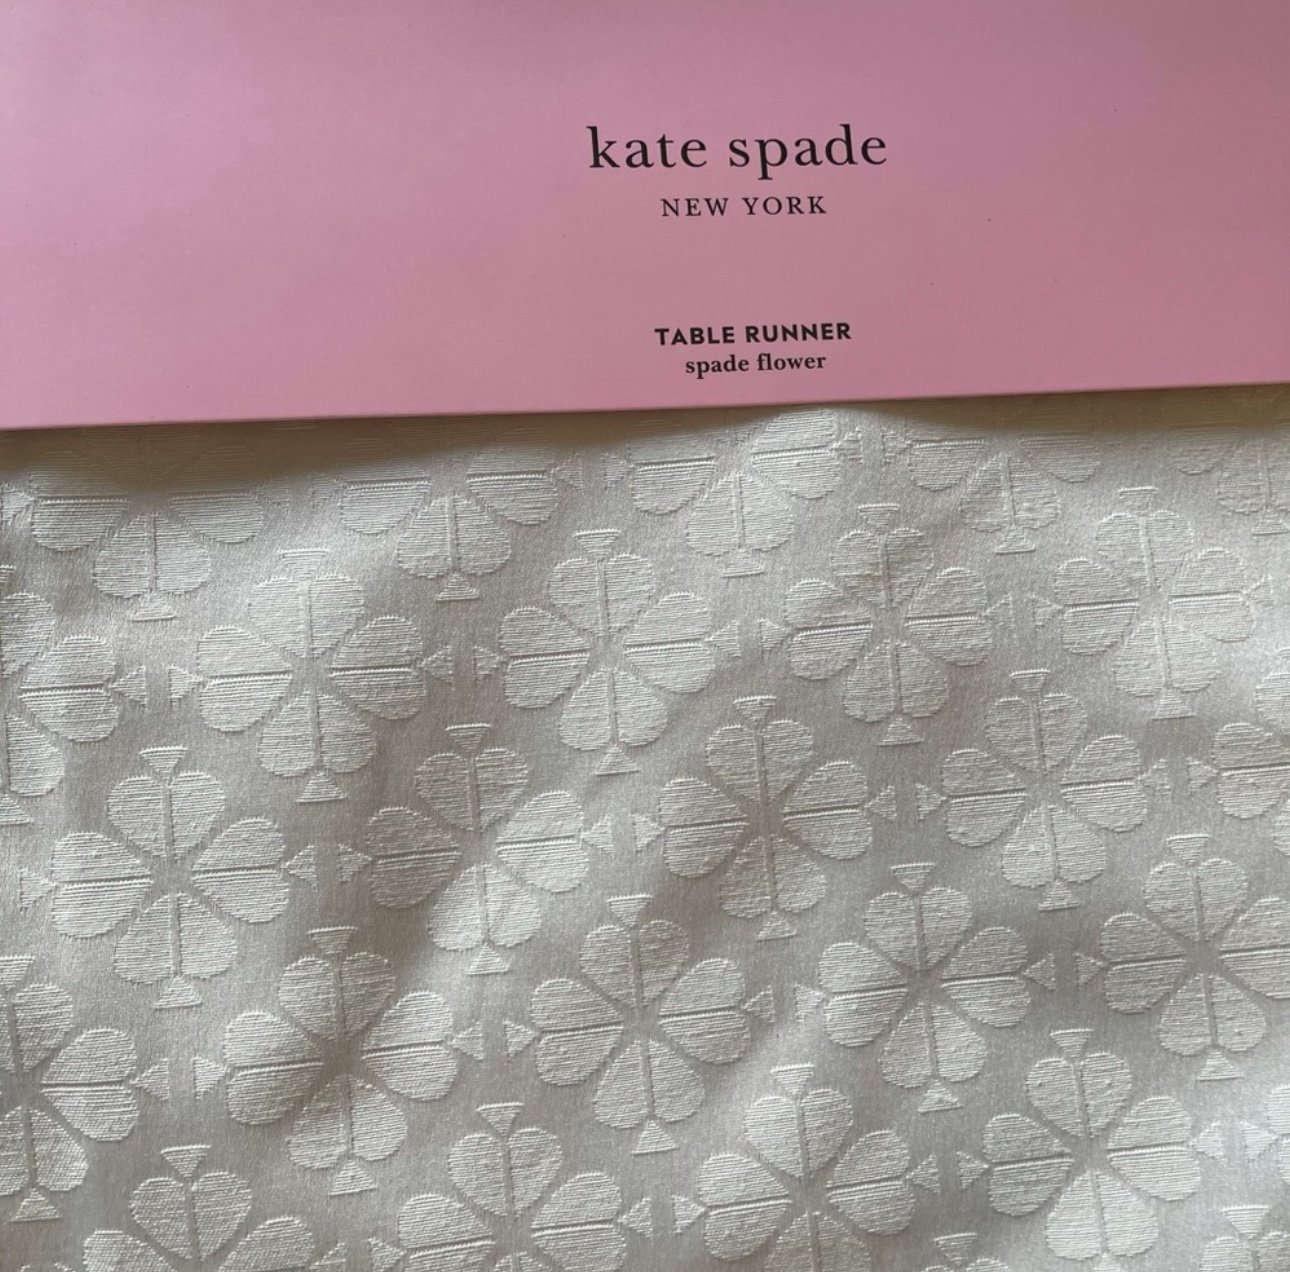 kate spade
NEW YORK
TABLE RUNNER
spade flower